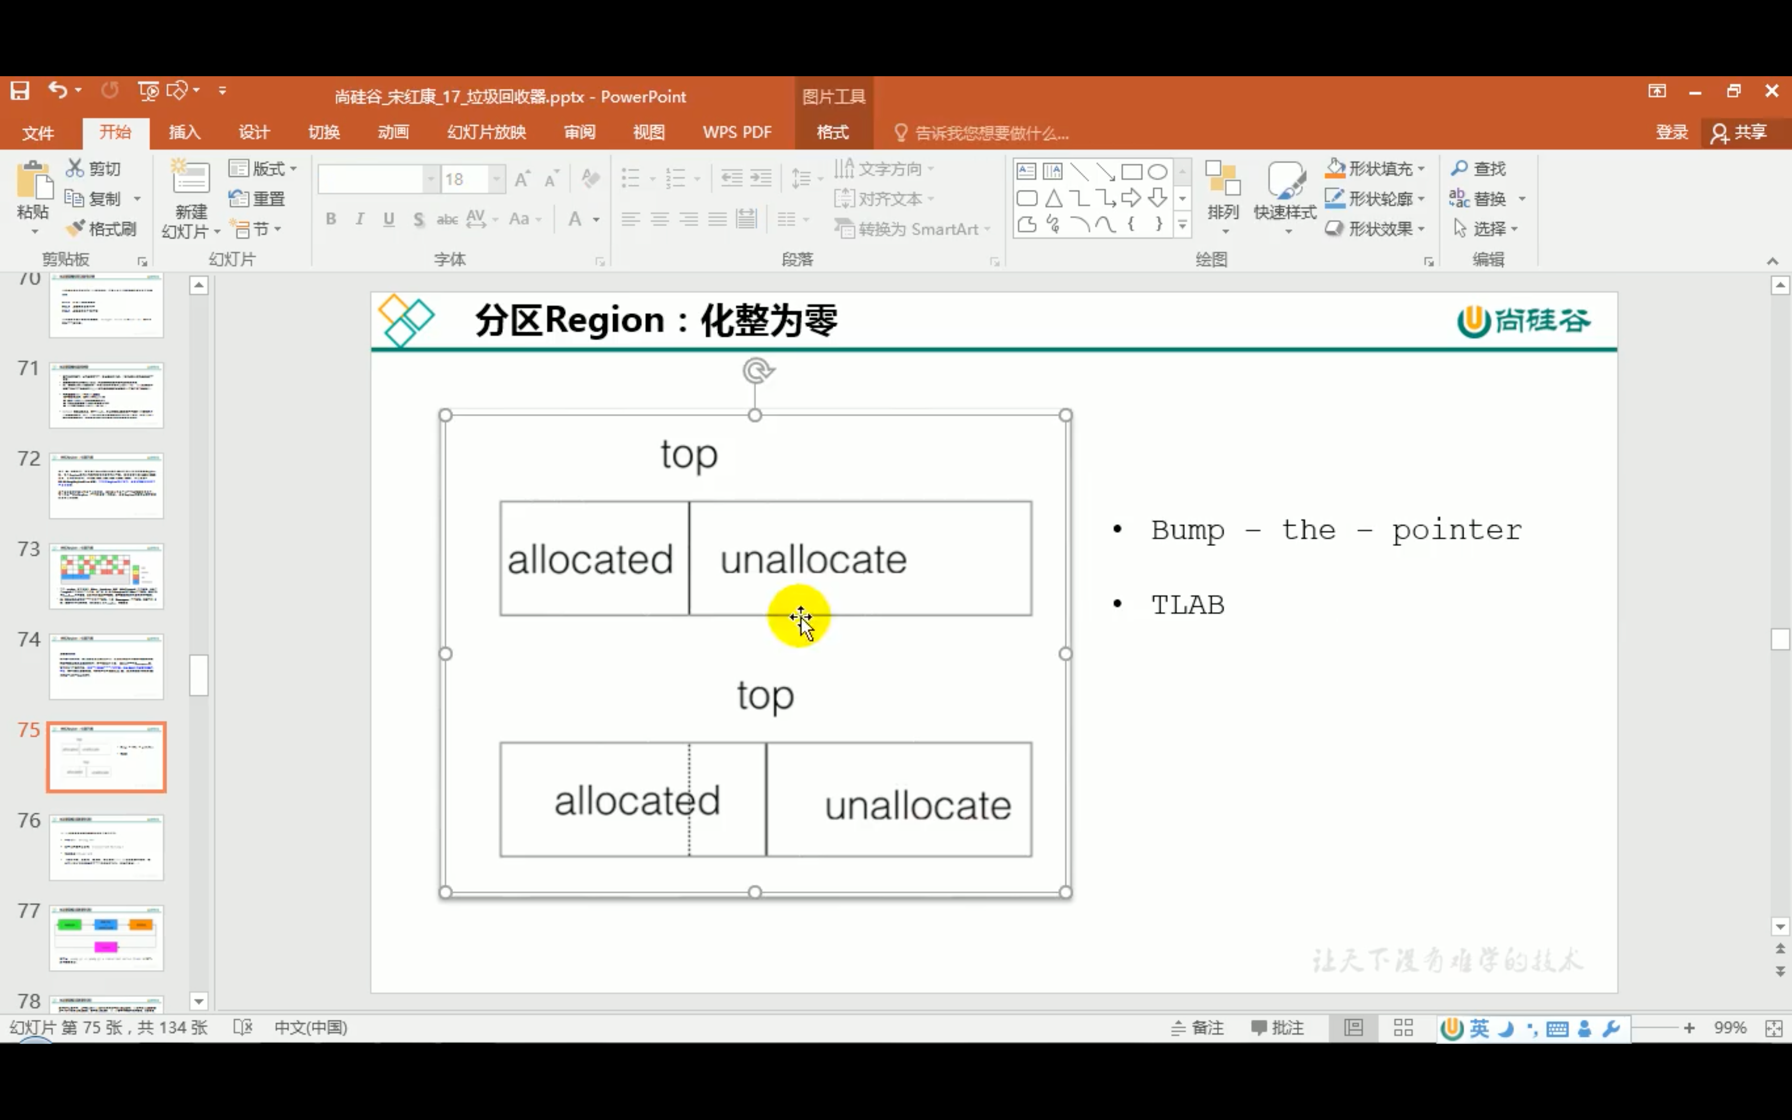 尚硅谷_宋红康_17_垃圾回收器.pptx - PowerPoint
图片工具
文件 开始 插入 设计 切换 动画 幻灯片放映 审阅 视图 WPS PDF 格式 告诉我您想要做什么... 登录 共享
粘贴 剪切 复制 格式刷 剪贴板
新建幻灯片 版式 重置 节 幻灯片
18
B I U S abc AV Aa A 字体
文字方向 对齐文本 转换为 SmartArt 段落
排列 快速样式 形状填充 形状轮廓 形状效果 绘图
查找 替换 选择 编辑
70
71
72
73
74
75
76
77
78
分区Region：化整为零
尚硅谷
top
allocated unallocate
top
allocated unallocate
• Bump – the – pointer
• TLAB
让天下没有难学的技术
幻灯片 第 75 张，共 134 张 中文(中国) 备注 批注 英 99%